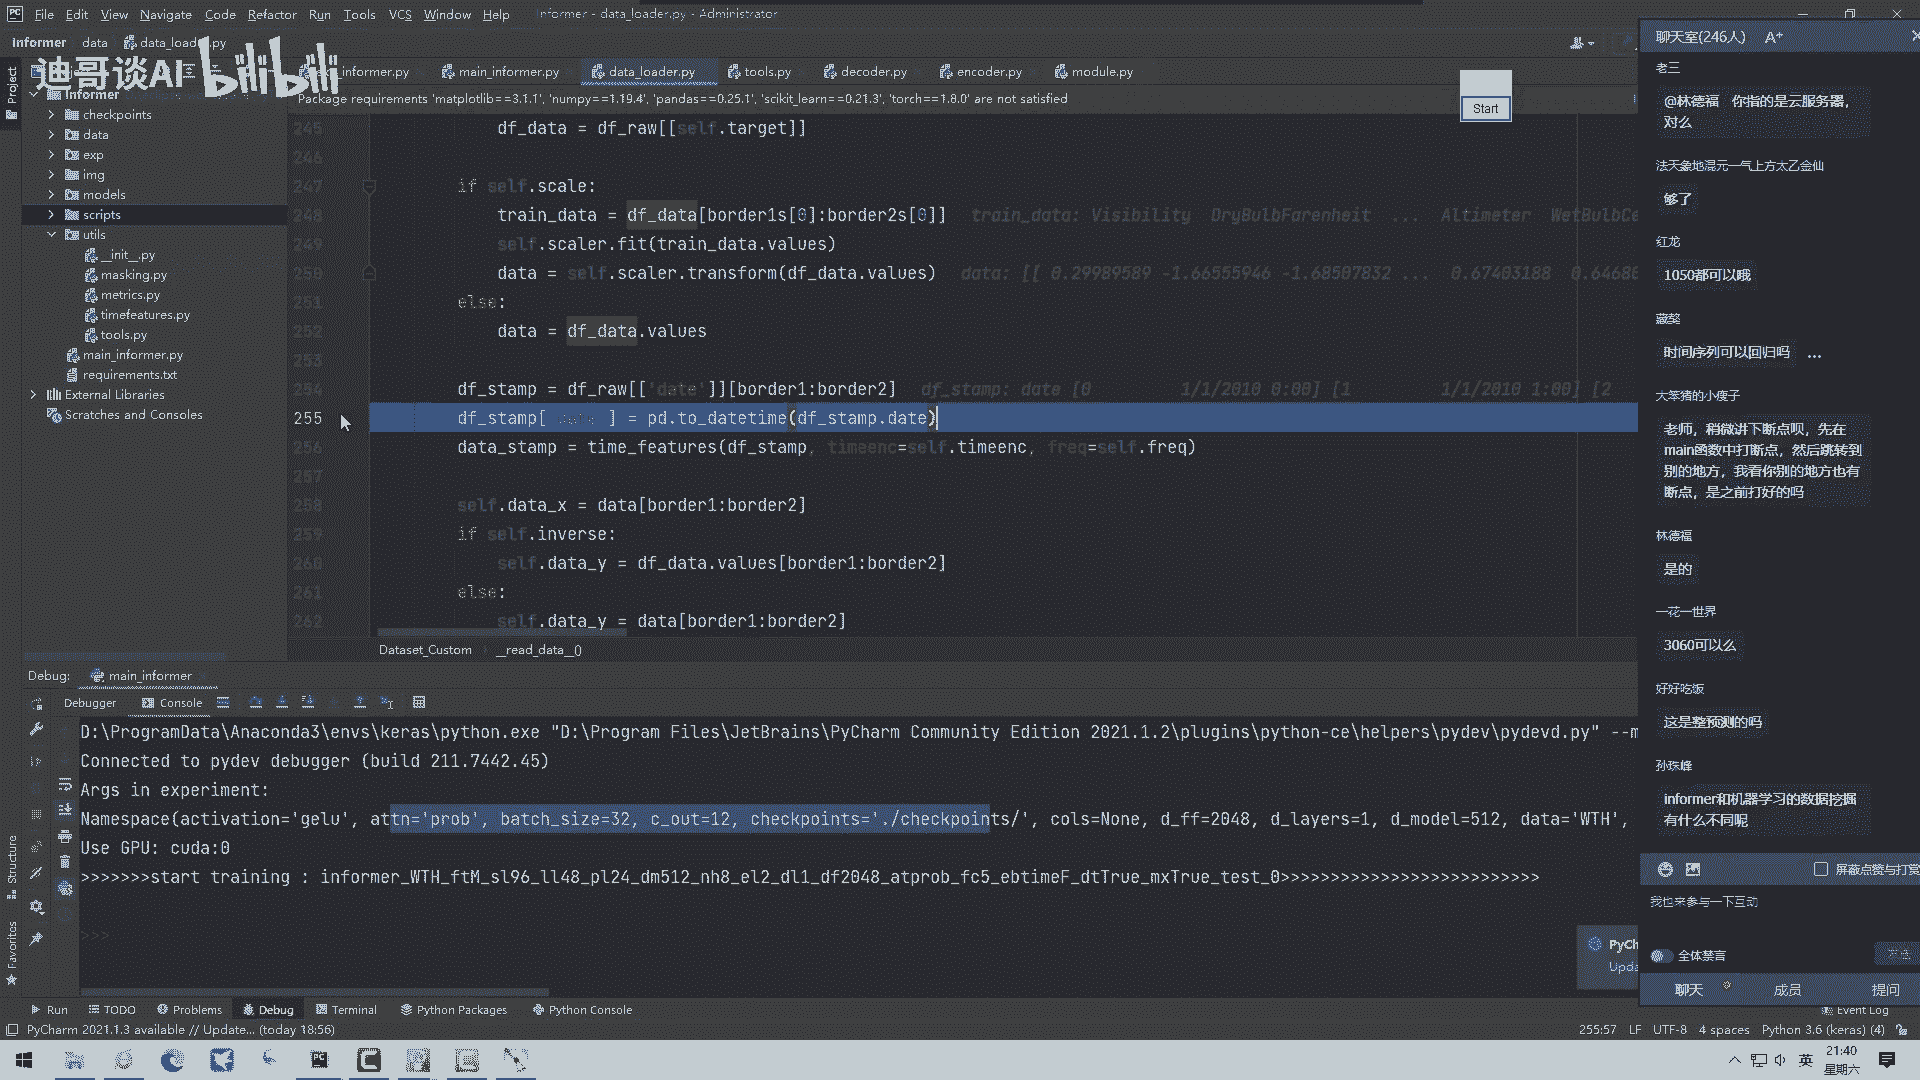 File Edit View Navigate Code Refactor Run Tools VCS Window Help Informer - data_loader.py - Administrator
Informer data data_loader.py
迪哥谈AI bilibili
informer.py main_informer.py data_loader.py tools.py decoder.py encoder.py module.py
Package requirements 'matplotlib==3.1.1', 'numpy==1.19.4', 'pandas==0.25.1', 'scikit_learn==0.21.3', 'torch==1.8.0' are not satisfied
Start
Project
Informer
checkpoints
data
exp
img
models
scripts
utils
__init__.py
masking.py
metrics.py
timefeatures.py
tools.py
main_informer.py
requirements.txt
External Libraries
Scratches and Consoles
245 df_data = df_raw[[self.target]]
246
247 if self.scale:
248 train_data = df_data[border1s[0]:border2s[0]] train_data: Visibility DryBulbFarenheit ... Altimeter WetBulbCe
249 self.scaler.fit(train_data.values)
250 data = self.scaler.transform(df_data.values) data: [[ 0.29989589 -1.66555946 -1.68507832 ... 0.67403188 0.6468
251 else:
252 data = df_data.values
253
254 df_stamp = df_raw[['date']][border1:border2] df_stamp: date [0 1/1/2010 0:00] [1 1/1/2010 1:00] [2
255 df_stamp[ ] = pd.to_datetime(df_stamp.date)
256 data_stamp = time_features(df_stamp, timeenc=self.timeenc, freq=self.freq)
257
258 self.data_x = data[border1:border2]
259 if self.inverse:
260 self.data_y = df_data.values[border1:border2]
261 else:
262 self.data_y = data[border1:border2]
Dataset_Custom __read_data__()
Debug: main_informer
Debugger Console
D:\ProgramData\Anaconda3\envs\keras\python.exe "D:\Program Files\JetBrains\PyCharm Community Edition 2021.1.2\plugins\python-ce\helpers\pydev\pydevd.py" --m
Connected to pydev debugger (build 211.7442.45)
Args in experiment:
Namespace(activation='gelu', attn='prob', batch_size=32, c_out=12, checkpoints='./checkpoints/', cols=None, d_ff=2048, d_layers=1, d_model=512, data='WTH',
Use GPU: cuda:0
>>>>>>>start training : informer_WTH_ftM_sl96_ll48_pl24_dm512_nh8_el2_dl1_df2048_atprob_fc5_ebtimeF_dtTrue_mxTrue_test_0>>>>>>>>>>>>>>>>>>>>>>>>>>
>>>
Structure
Favorites
PyCh
Upda
Run TODO Problems Debug Terminal Python Packages Python Console Event Log
PyCharm 2021.1.3 available // Update... (today 18:56) 255:57 LF UTF-8 4 spaces Python 3.6 (keras) (4)
聊天室(246人) A+
老三
@林德福 你指的是云服务器，
对么
法天象地混元一气上方太乙金仙
够了
红龙
1050都可以哦
藏獒
时间序列可以回归吗 ...
大笨猪的小瘦子
老师，稍微讲下断点呗，先在
main函数中打断点，然后跳转到
别的地方，我看你别的地方也有
断点，是之前打好的吗
林德福
是的
一花一世界
3060可以么
好好吃饭
这是整预测的吗
孙珠峰
informer和机器学习的数据挖掘
有什么不同呢
屏蔽点赞与打赏
我也来参与一下互动
全体禁言
聊天 成员 提问
英 21:40
星期六